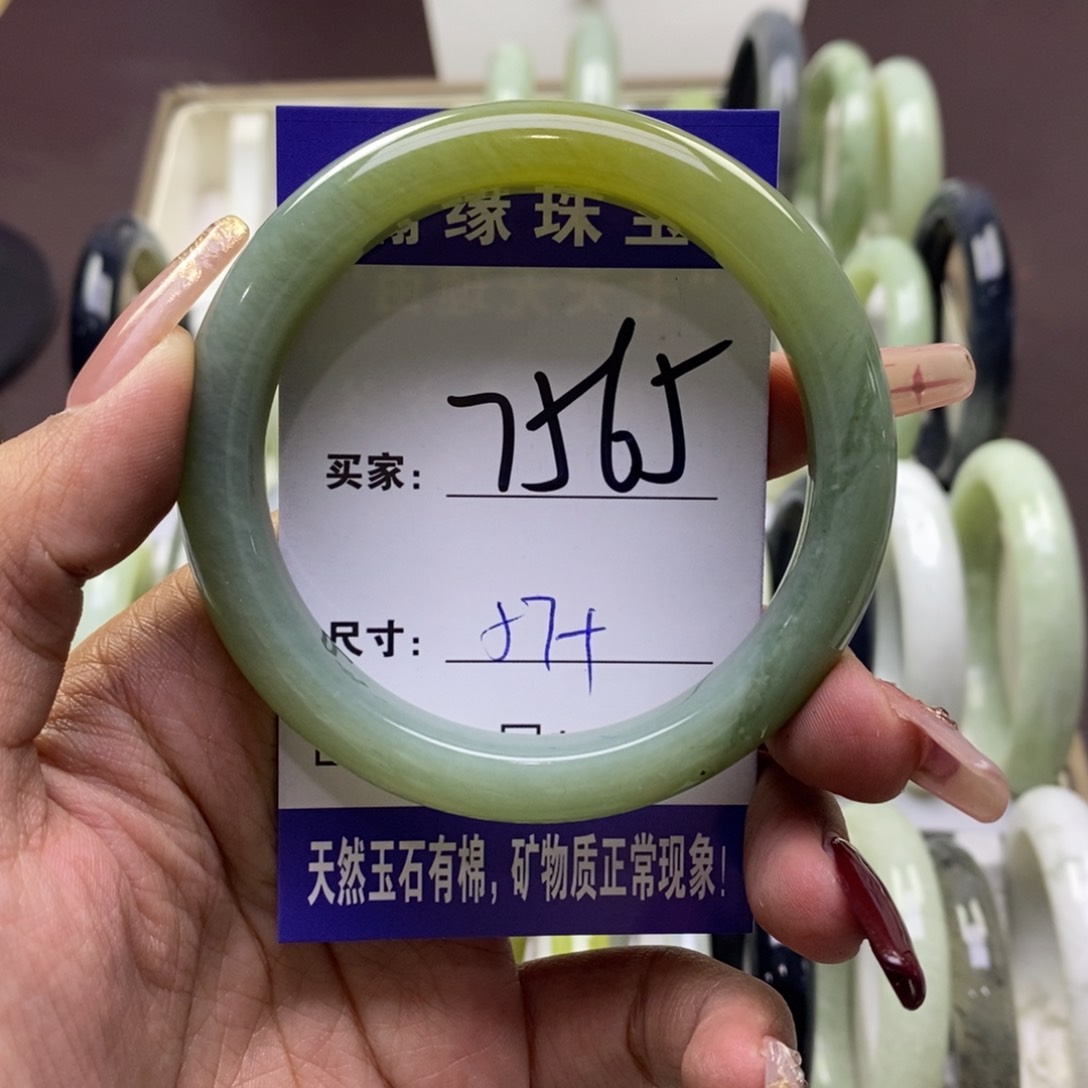 缘珠宝
买家: 7565
尺寸: 57+
天然玉石有棉, 矿物质正常现象!